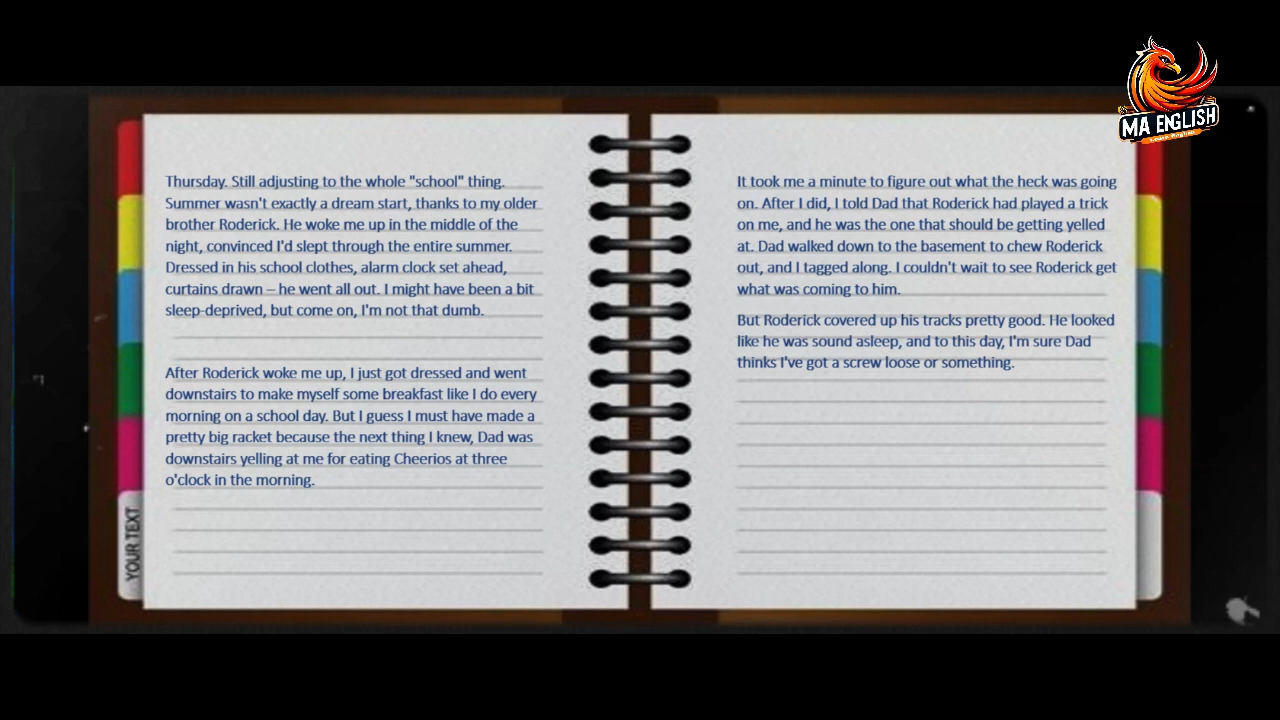 MA ENGLISH
Learn English
Thursday. Still adjusting to the whole "school" thing.
Summer wasn't exactly a dream start, thanks to my older
brother Roderick. He woke me up in the middle of the
night, convinced I'd slept through the entire summer.
Dressed in his school clothes, alarm clock set ahead,
curtains drawn – he went all out. I might have been a bit
sleep-deprived, but come on, I'm not that dumb.
After Roderick woke me up, I just got dressed and went
downstairs to make myself some breakfast like I do every
morning on a school day. But I guess I must have made a
pretty big racket because the next thing I knew, Dad was
downstairs yelling at me for eating Cheerios at three
o'clock in the morning.
YOUR TEXT
It took me a minute to figure out what the heck was going
on. After I did, I told Dad that Roderick had played a trick
on me, and he was the one that should be getting yelled
at. Dad walked down to the basement to chew Roderick
out, and I tagged along. I couldn't wait to see Roderick get
what was coming to him.
But Roderick covered up his tracks pretty good. He looked
like he was sound asleep, and to this day, I'm sure Dad
thinks I've got a screw loose or something.